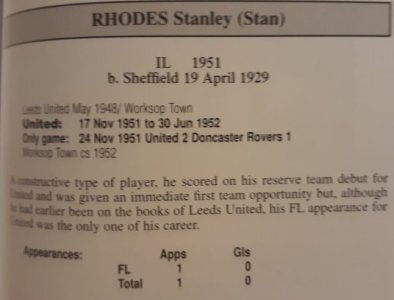 RHODES Stanley (Stan)
IL 1951
b. Sheffield 19 April 1929
Leeds United May 1948/ Worksop Town
United: 17 Nov 1951 to 30 Jun 1952
Only game: 24 Nov 1951 United 2 Doncaster Rovers 1
Worksop Town cs 1952
A constructive type of player, he scored on his reserve team debut for
United and was given an immediate first team opportunity but, although
he had earlier been on the books of Leeds United, his FL appearance for
United was the only one of his career.
Appearances: Apps Gls
FL 1 0
Total 1 0